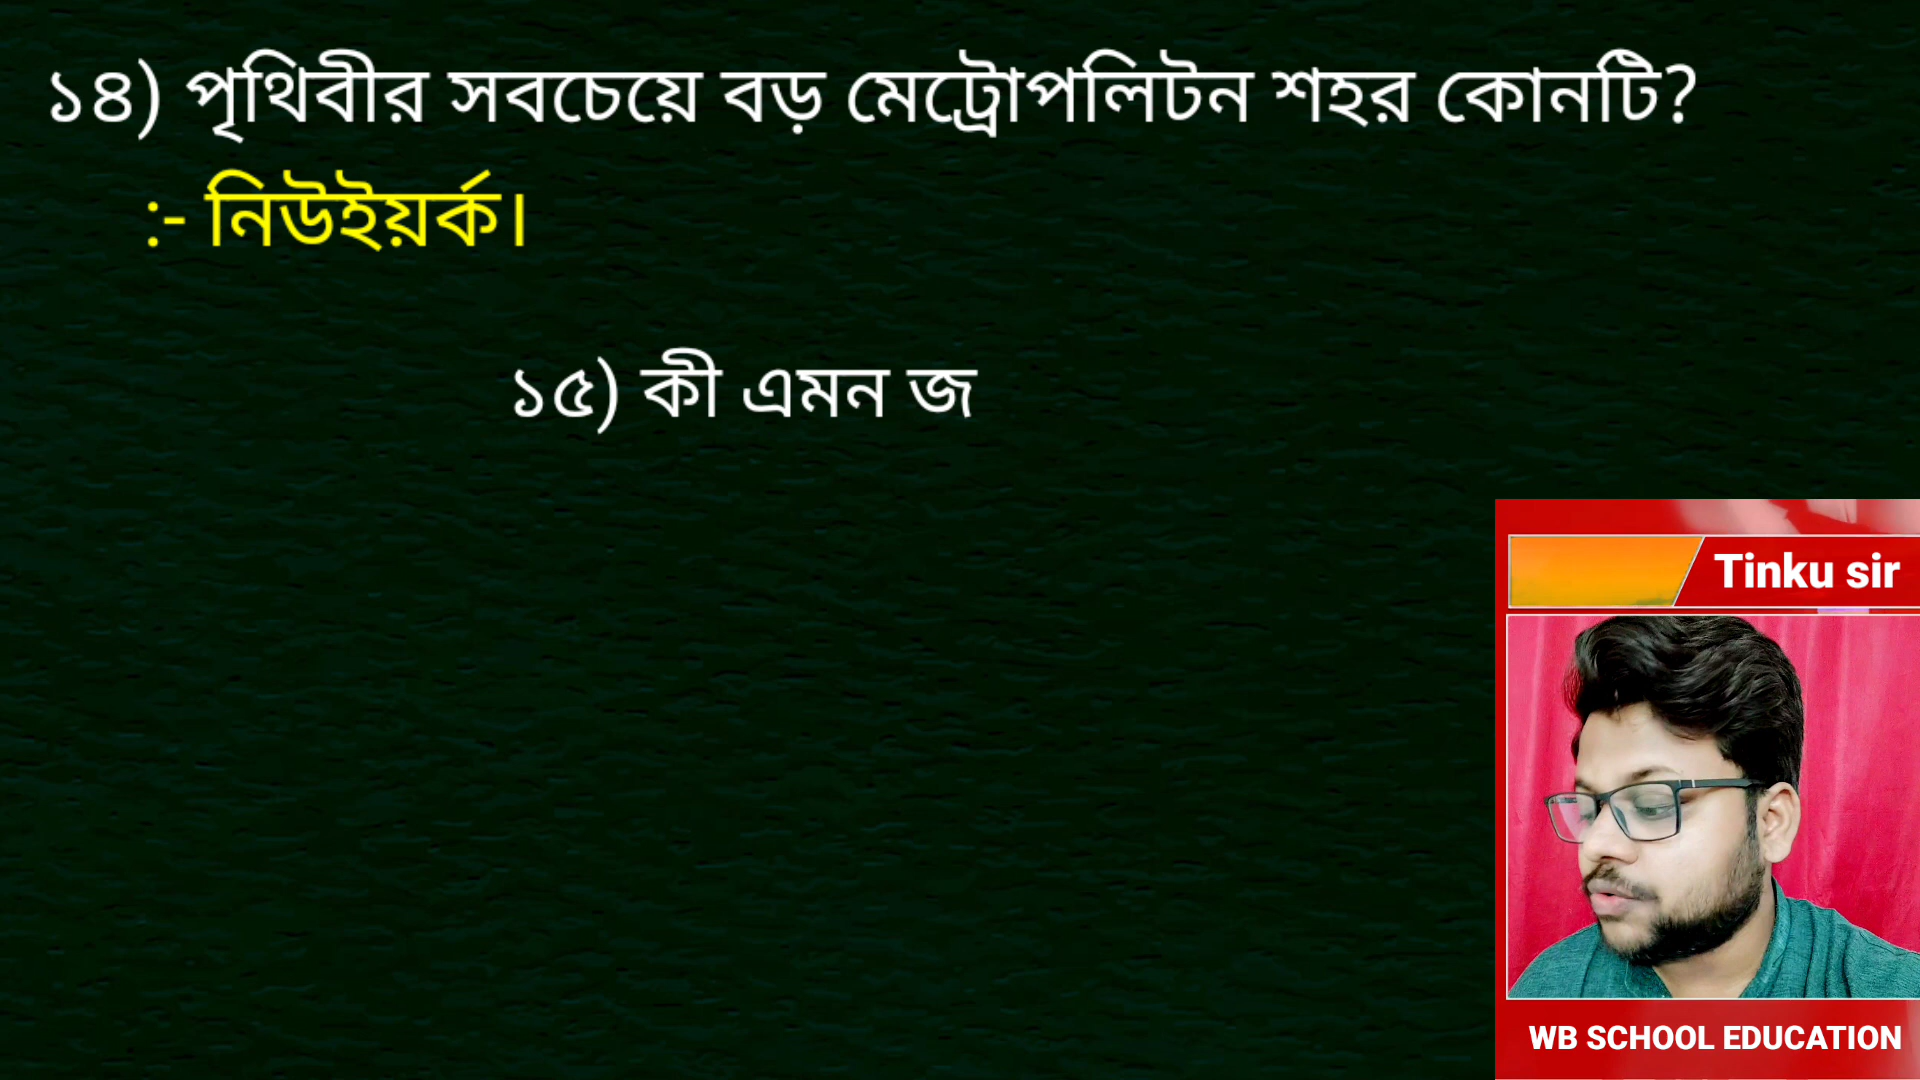 ১৪) পৃথিবীর সবচেয়ে বড় মেট্রোপলিটন শহর কোনটি?
:- নিউইয়র্ক।
১৫) কী এমন জ
Tinku sir
WB SCHOOL EDUCATION